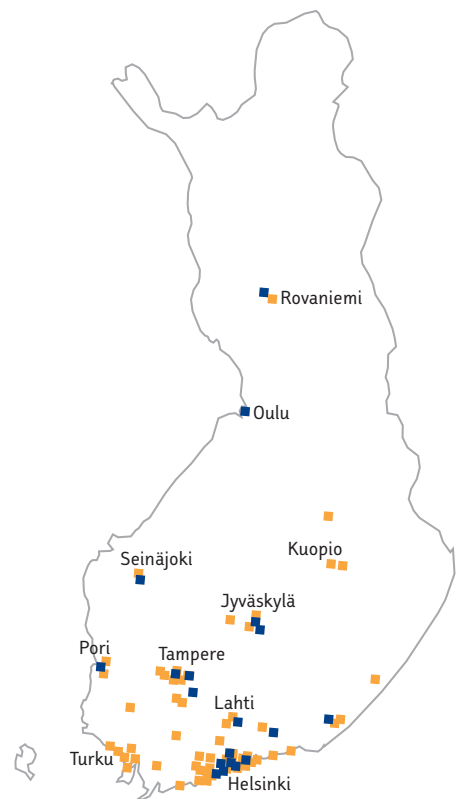 Rovaniemi
Oulu
Kuopio
Seinäjoki
Jyväskylä
Pori
Tampere
Lahti
Turku
Helsinki